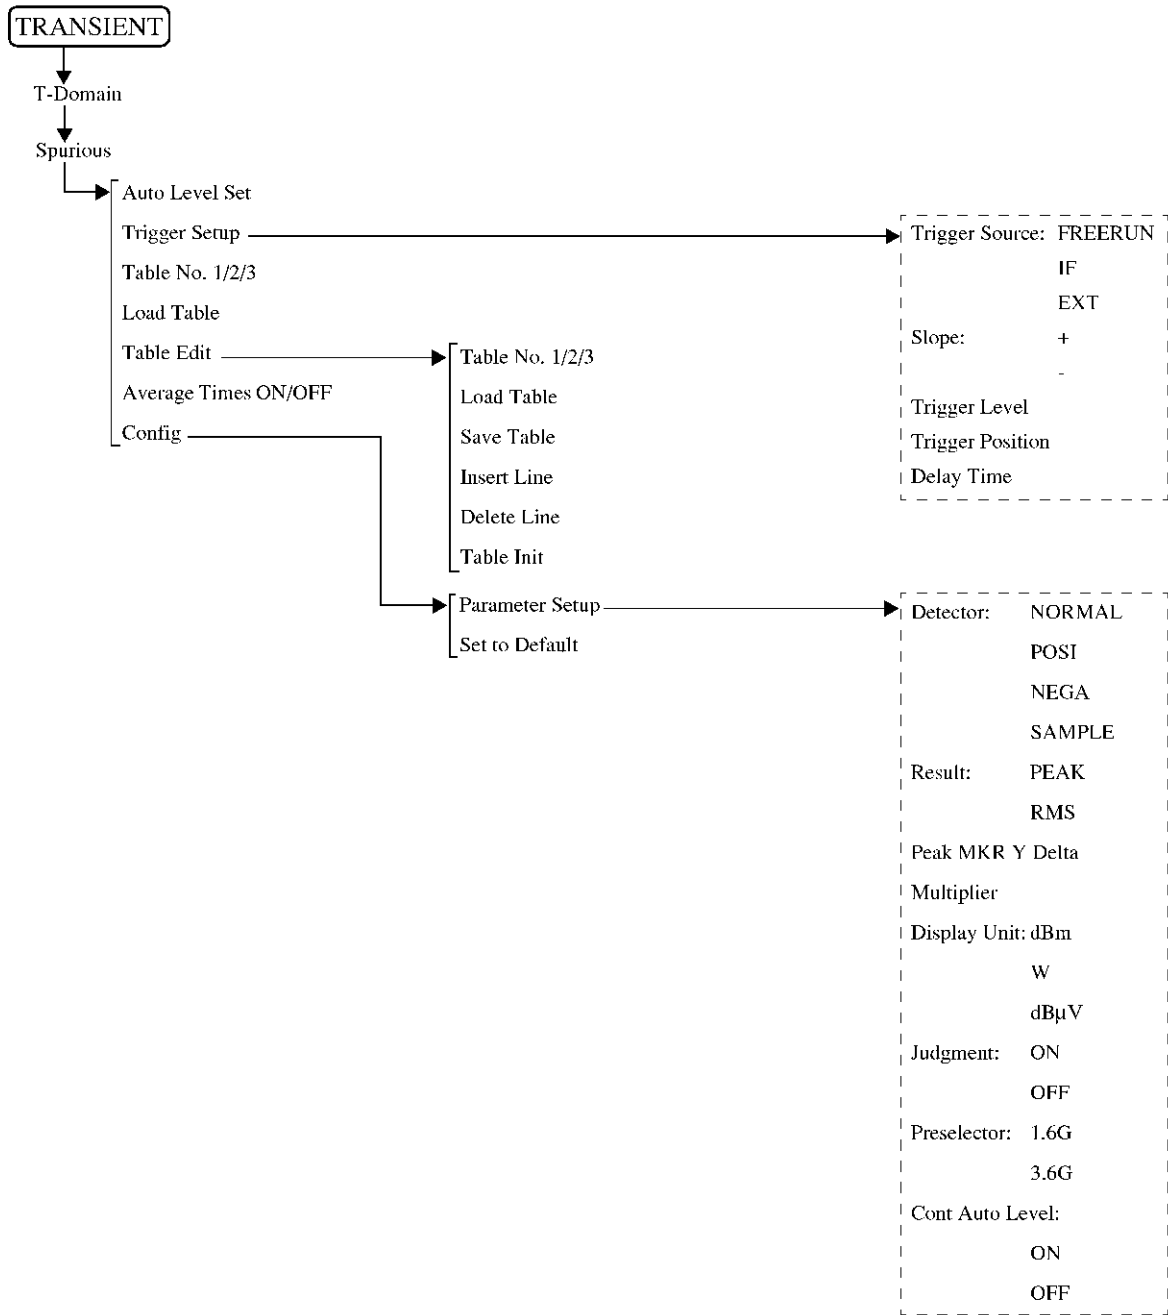 TRANSIENT
T-Domain
Spurious
Auto Level Set
Trigger Setup
Table No. 1/2/3
Load Table
Table Edit
Average Times ON/OFF
Config
Table No. 1/2/3
Load Table
Save Table
Insert Line
Delete Line
Table Init
Parameter Setup
Set to Default
Trigger Source: FREERUN
IF
EXT
Slope: +
-
Trigger Level
Trigger Position
Delay Time
Detector: NORMAL
POSI
NEGA
SAMPLE
Result: PEAK
RMS
Peak MKR Y Delta
Multiplier
Display Unit: dBm
W
dBµV
Judgment: ON
OFF
Preselector: 1.6G
3.6G
Cont Auto Level:
ON
OFF